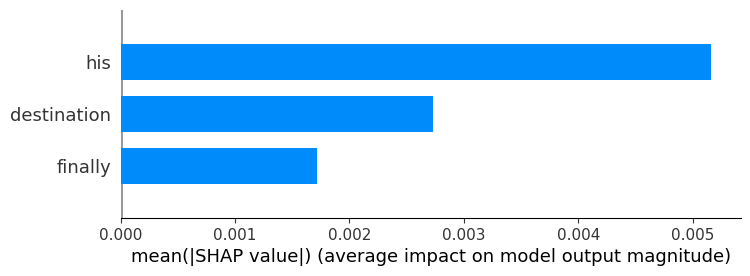 his
destination
finally
0.000 0.001 0.002 0.003 0.004 0.005
mean(|SHAP value|) (average impact on model output magnitude)